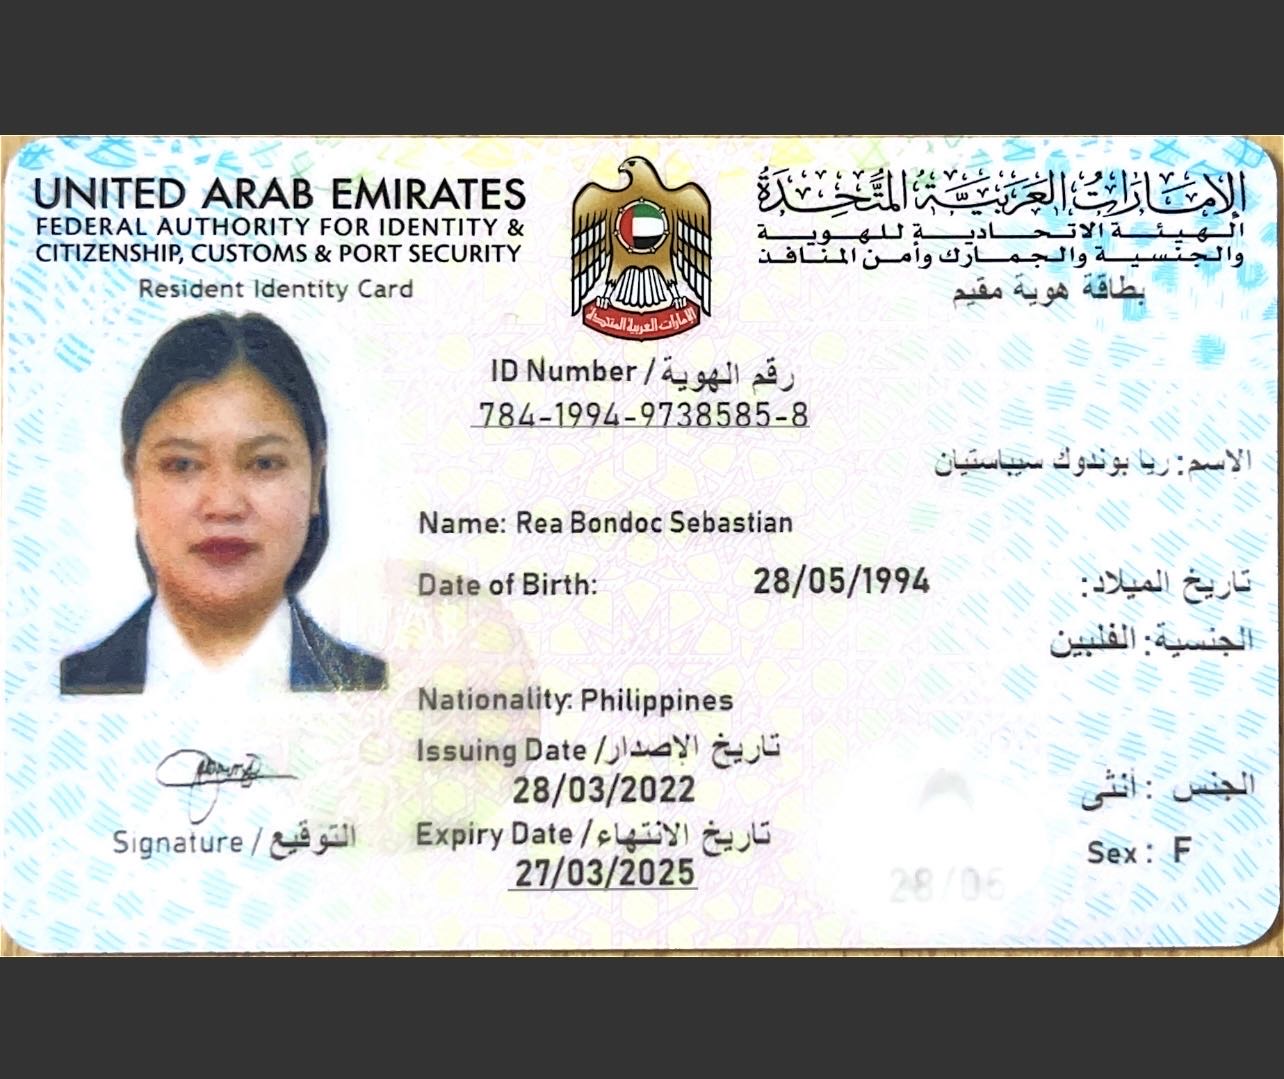 UNITED ARAB EMIRATES
FEDERAL AUTHORITY FOR IDENTITY &
CITIZENSHIP, CUSTOMS & PORT SECURITY
Resident Identity Card
الإمارات العربية المتحدة
الإمارات العربية المتحدة
الهيئة الاتحادية للهوية
والجنسية والجمارك وأمن المنافذ
بطاقة هوية مقيم
ID Number / رقم الهوية
784-1994-9738585-8
الاسم: ريا بوندوك سيباستيان
Name: Rea Bondoc Sebastian
Date of Birth: 28/05/1994 تاريخ الميلاد:
الجنسية: الفلبين
Nationality: Philippines
Issuing Date / تاريخ الإصدار
28/03/2022
Expiry Date / تاريخ الانتهاء
27/03/2025
الجنس : أنثى
Sex : F
28/05
Signature / التوقيع